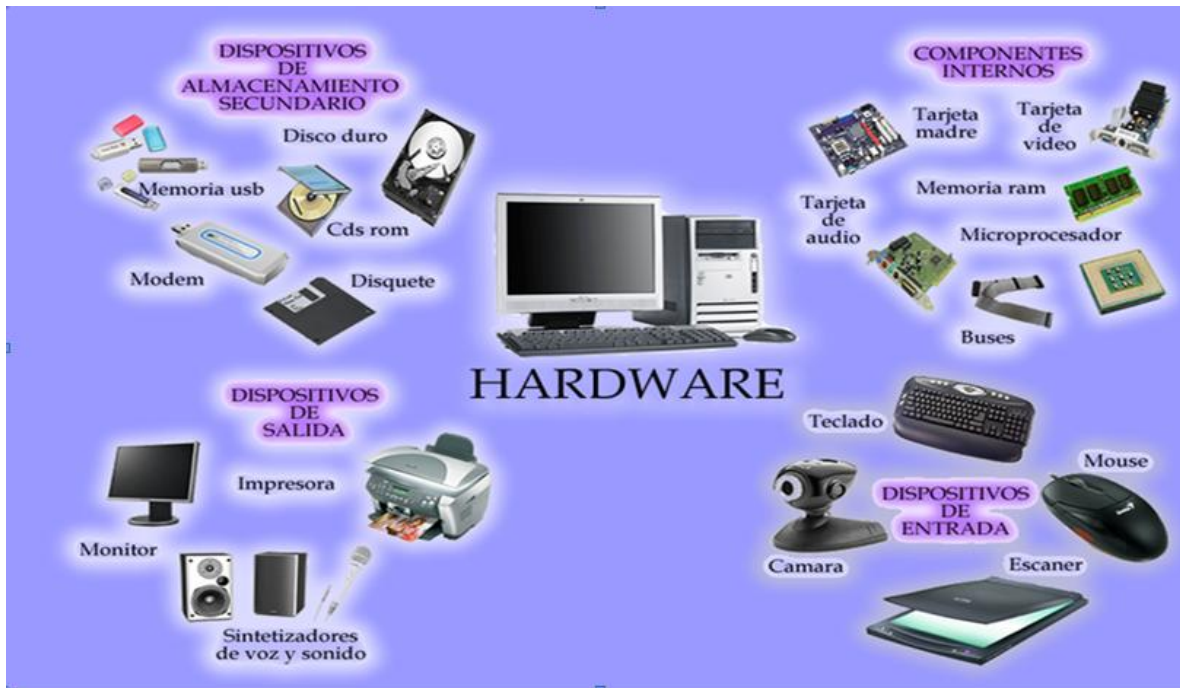 DISPOSITIVOS
DE
ALMACENAMIENTO
SECUNDARIO
Disco duro
Memoria usb
Cds rom
Modem
Disquete
COMPONENTES
INTERNOS
Tarjeta
madre
Tarjeta
de
video
Memoria ram
Tarjeta
de
audio
Microprocesador
Buses
HARDWARE
DISPOSITIVOS
DE
SALIDA
Impresora
Monitor
Sintetizadores
de voz y sonido
Teclado
Mouse
DISPOSITIVOS
DE
ENTRADA
Camara
Escaner